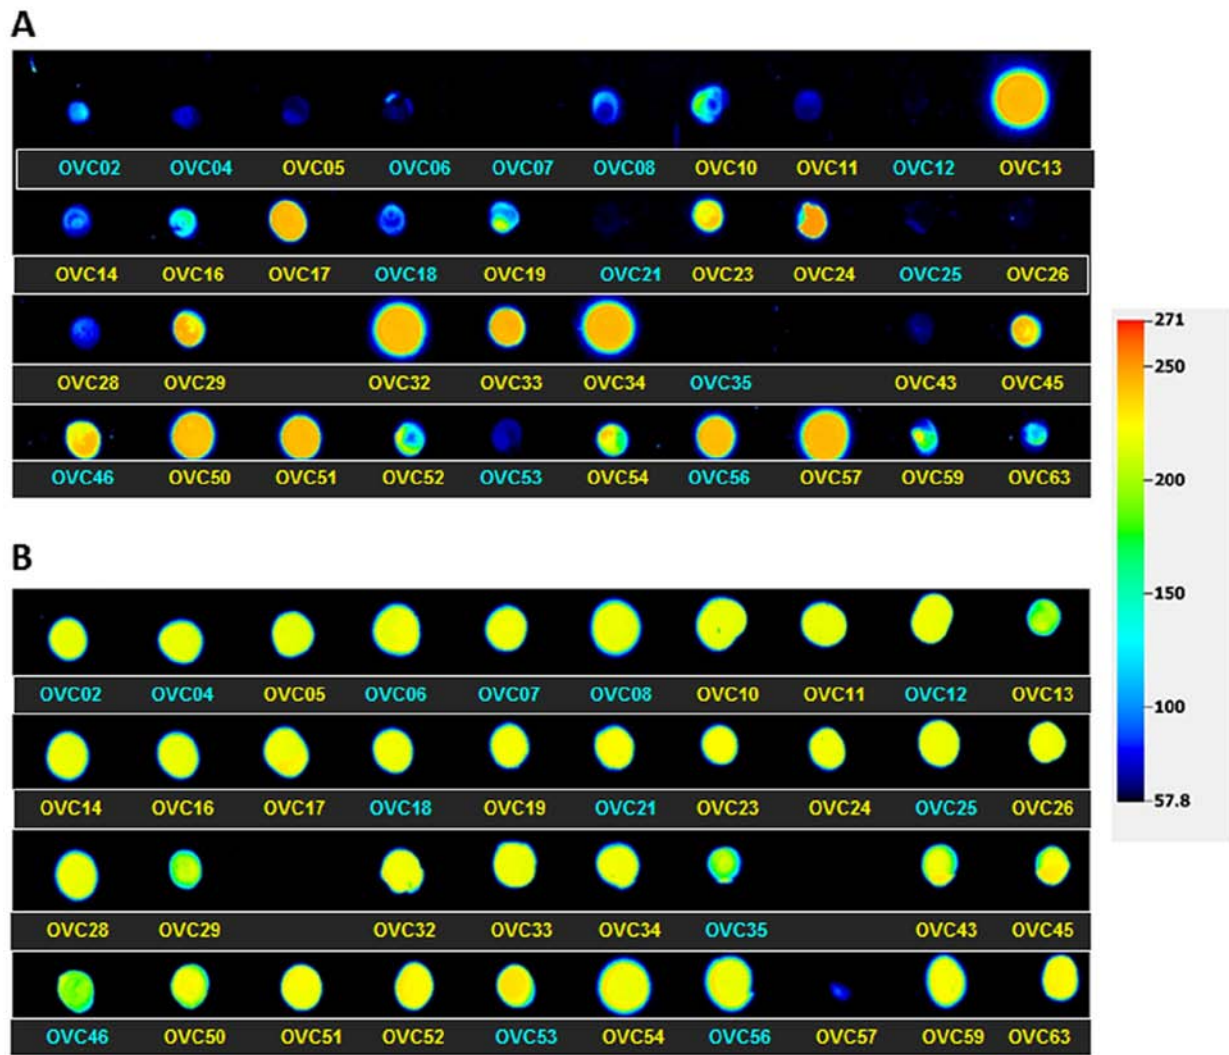 A
OVC02 OVC04 OVC05 OVC06 OVC07 OVC08 OVC10 OVC11 OVC12 OVC13
OVC14 OVC16 OVC17 OVC18 OVC19 OVC21 OVC23 OVC24 OVC25 OVC26
OVC28 OVC29 OVC32 OVC33 OVC34 OVC35 OVC43 OVC45
OVC46 OVC50 OVC51 OVC52 OVC53 OVC54 OVC56 OVC57 OVC59 OVC63
271
250
200
150
100
57.8
B
OVC02 OVC04 OVC05 OVC06 OVC07 OVC08 OVC10 OVC11 OVC12 OVC13
OVC14 OVC16 OVC17 OVC18 OVC19 OVC21 OVC23 OVC24 OVC25 OVC26
OVC28 OVC29 OVC32 OVC33 OVC34 OVC35 OVC43 OVC45
OVC46 OVC50 OVC51 OVC52 OVC53 OVC54 OVC56 OVC57 OVC59 OVC63